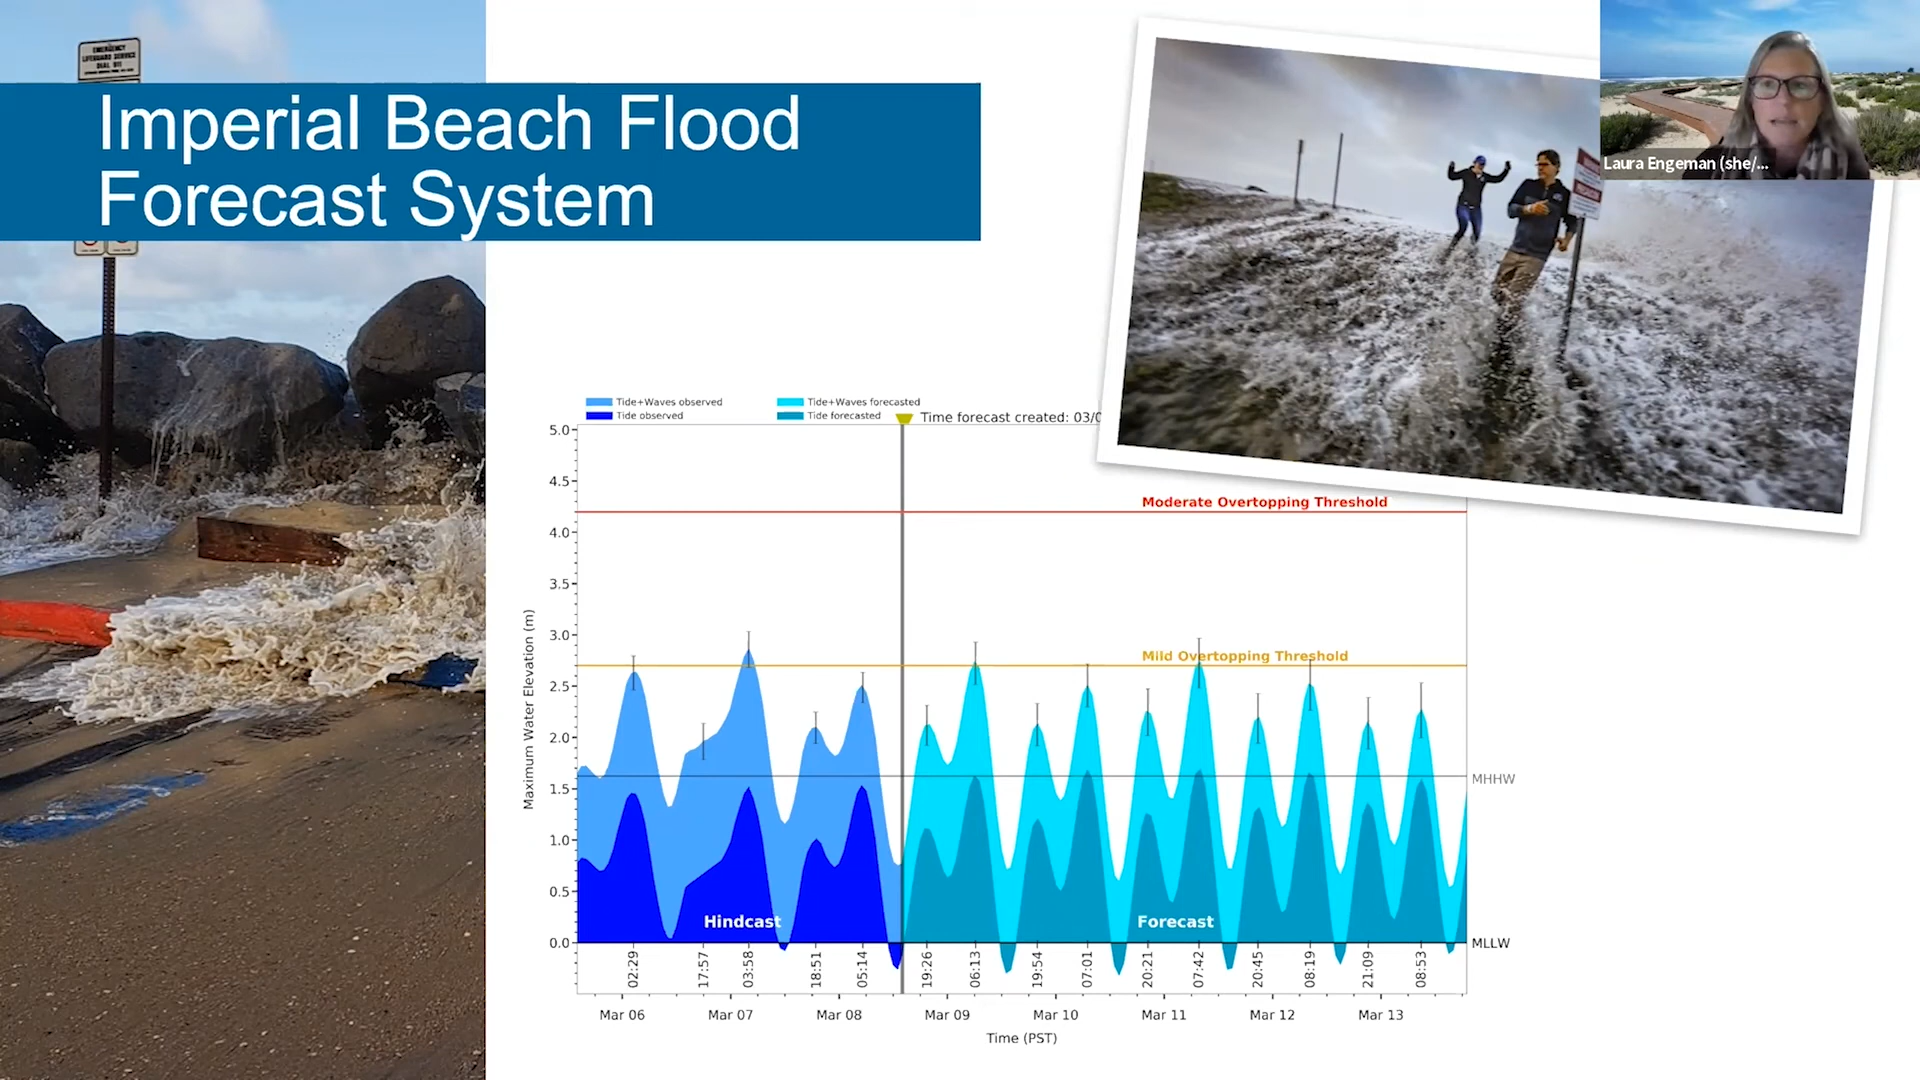 EMERGENCY
LIFEGUARD SERVICE
DIAL 911
Imperial Beach Flood
Forecast System
Laura Engeman (she/...
Tide+Waves observed
Tide observed
Tide+Waves forecasted
Tide forecasted
Time forecast created: 03/0
5.0
4.5
4.0
3.5
3.0
2.5
2.0
1.5
1.0
0.5
0.0
Maximum Water Elevation (m)
Moderate Overtopping Threshold
Mild Overtopping Threshold
MHHW
MLLW
Hindcast
Forecast
02:29
17:57
03:58
18:51
05:14
19:26
06:13
19:54
07:01
20:21
07:42
20:45
08:19
21:09
08:53
Mar 06
Mar 07
Mar 08
Mar 09
Mar 10
Mar 11
Mar 12
Mar 13
Time (PST)